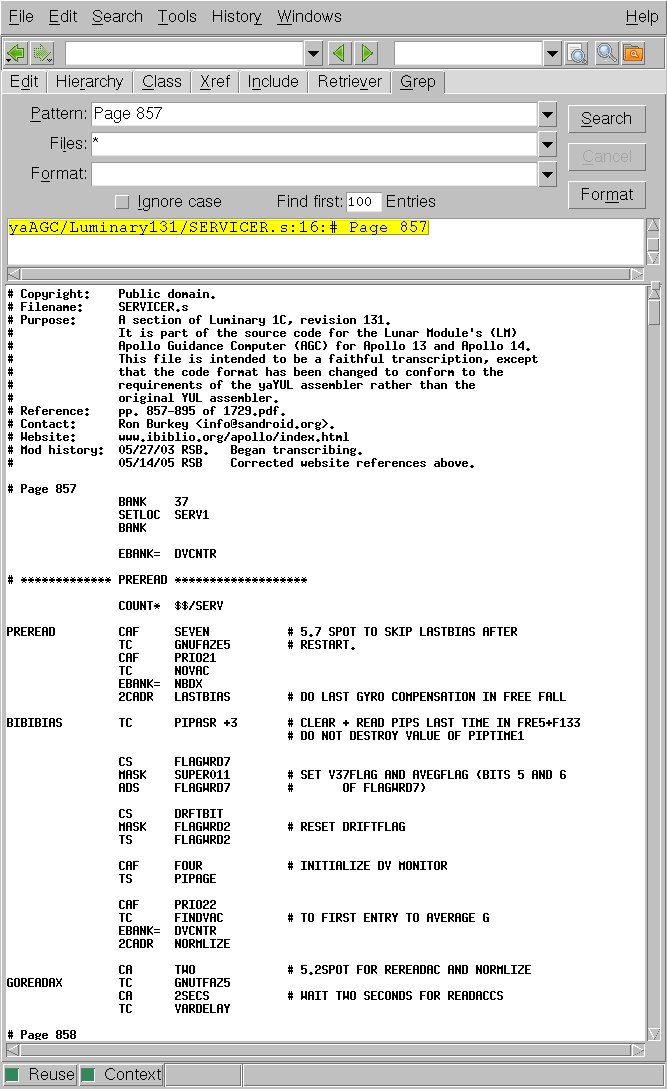 File Edit Search Tools History Windows Help
Edit Hierarchy Class Xref Include Retriever Grep
Pattern: Page 857 Search
Files: * Cancel
Format: Format
Ignore case Find first: 100 Entries
yaAGC/Luminary131/SERVICER.s:16:# Page 857
# Copyright: Public domain.
# Filename: SERVICER.s
# Purpose: A section of Luminary 1C, revision 131.
# It is part of the source code for the Lunar Module's (LM)
# Apollo Guidance Computer (AGC) for Apollo 13 and Apollo 14.
# This file is intended to be a faithful transcription, except
# that the code format has been changed to conform to the
# requirements of the yaYUL assembler rather than the
# original YUL assembler.
# Reference: pp. 857-895 of 1729.pdf.
# Contact: Ron Burkey <info@sandroid.org>.
# Website: www.ibiblio.org/apollo/index.html
# Mod history: 05/27/03 RSB. Began transcribing.
# 05/14/05 RSB Corrected website references above.
# Page 857
BANK 37
SETLOC SERV1
BANK
EBANK= DVCNTR
# ************* PREREAD *******************
COUNT* $$/SERV
PREREAD CAF SEVEN # 5.7 SPOT TO SKIP LASTBIAS AFTER
TC GNUFAZE5 # RESTART.
CAF PRIO21
TC NOVAC
EBANK= NBDX
2CADR LASTBIAS # DO LAST GYRO COMPENSATION IN FREE FALL
BIBIBIAS TC PIPASR +3 # CLEAR + READ PIPS LAST TIME IN FRE5+F133
# DO NOT DESTROY VALUE OF PIPTIME1
CS FLAGWRD7
MASK SUPER011 # SET V37FLAG AND AVEGFLAG (BITS 5 AND 6
ADS FLAGWRD7 # OF FLAGWRD7)
CS DRFTBIT
MASK FLAGWRD2 # RESET DRIFTFLAG
TS FLAGWRD2
CAF FOUR # INITIALIZE DV MONITOR
TS PIPAGE
CAF PRIO22
TC FINDVAC # TO FIRST ENTRY TO AVERAGE G
EBANK= DVCNTR
2CADR NORMLIZE
CA TWO # 5.2SPOT FOR REREADAC AND NORMLIZE
GOREADAX TC GNUTFAZ5
CA 2SECS # WAIT TWO SECONDS FOR READACCS
TC VARDELAY
# Page 858
Reuse Context